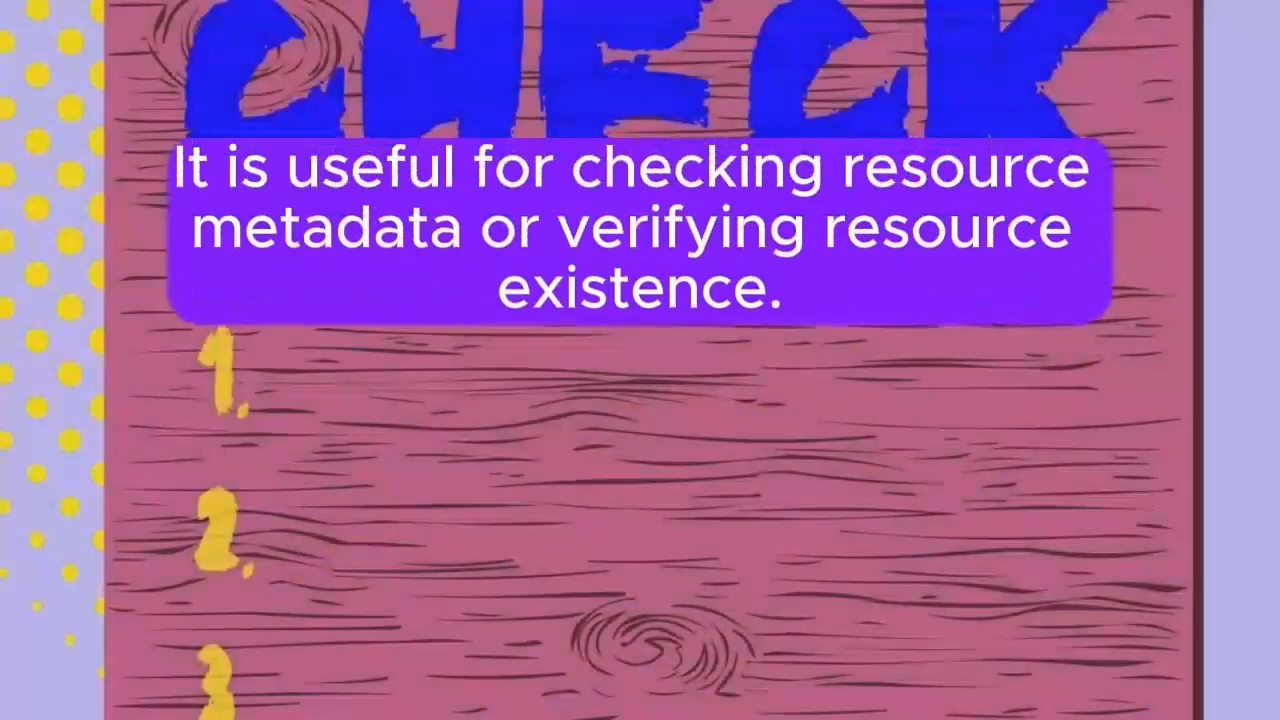 CHECK
It is useful for checking resource
metadata or verifying resource
existence.
1.
2.
3